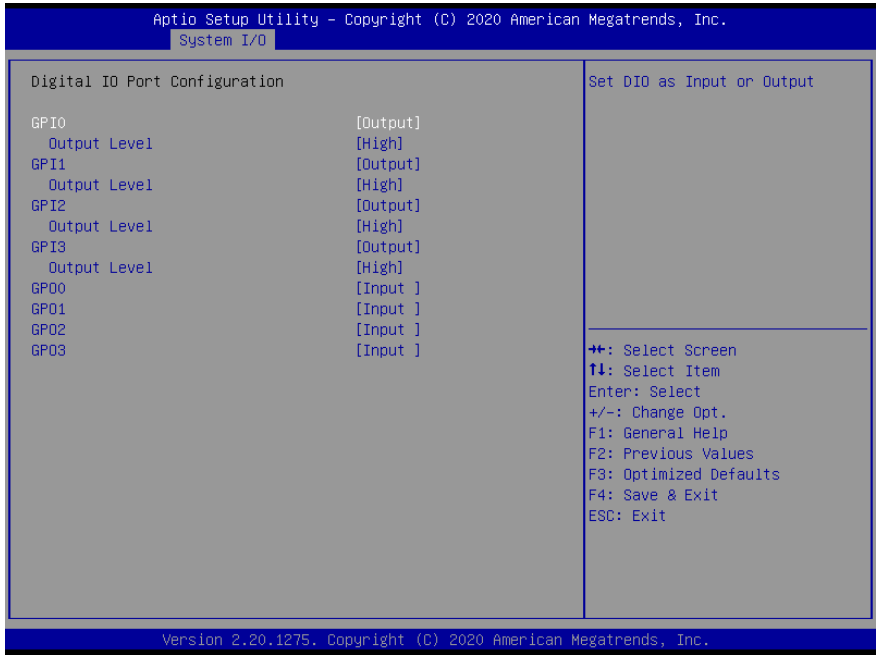 Aptio Setup Utility – Copyright (C) 2020 American Megatrends, Inc.
System I/O
Digital IO Port Configuration
GPI0 [Output]
Output Level [High]
GPI1 [Output]
Output Level [High]
GPI2 [Output]
Output Level [High]
GPI3 [Output]
Output Level [High]
GPO0 [Input ]
GPO1 [Input ]
GPO2 [Input ]
GPO3 [Input ]
Set DIO as Input or Output
→←: Select Screen
↑↓: Select Item
Enter: Select
+/-: Change Opt.
F1: General Help
F2: Previous Values
F3: Optimized Defaults
F4: Save & Exit
ESC: Exit
Version 2.20.1275. Copyright (C) 2020 American Megatrends, Inc.